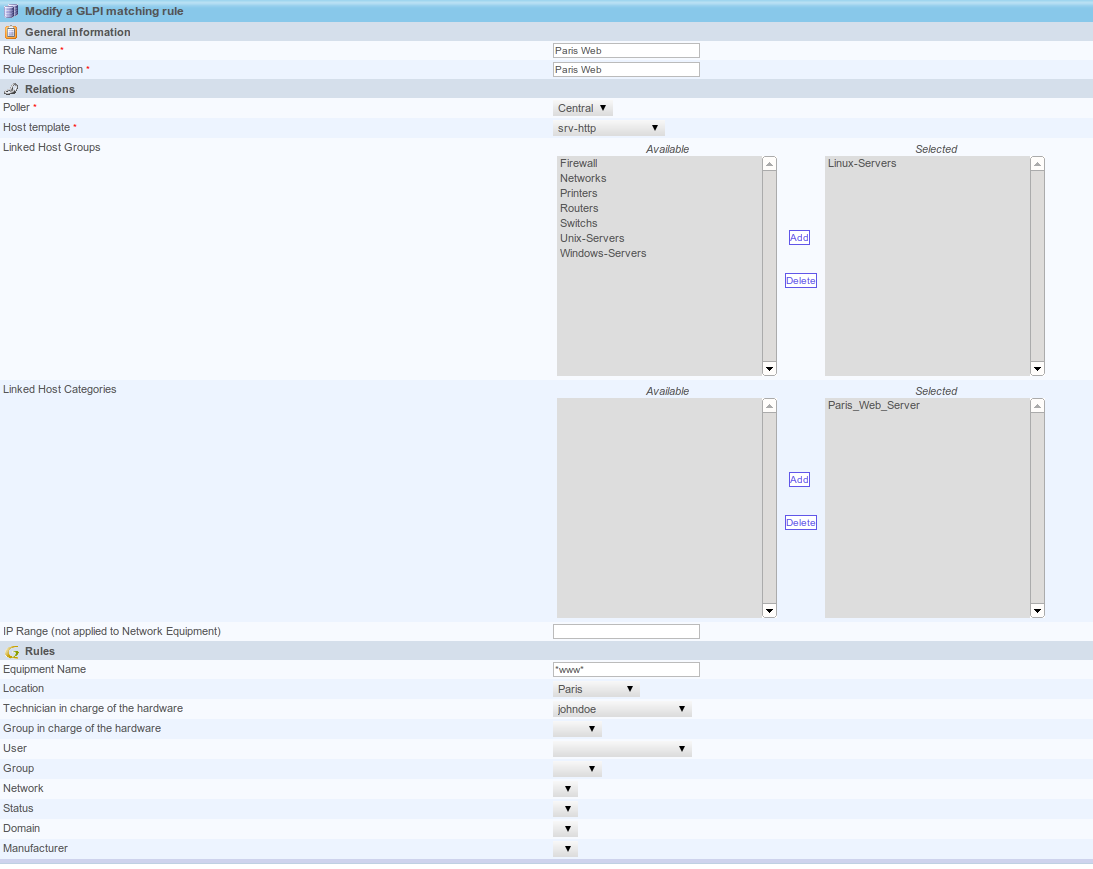 Modify a GLPI matching rule
General Information
Rule Name * Paris Web
Rule Description * Paris Web
Relations
Poller * Central
Host template * srv-http
Linked Host Groups
Available
Firewall
Networks
Printers
Routers
Switchs
Unix-Servers
Windows-Servers
Add
Delete
Selected
Linux-Servers
Linked Host Categories
Available
Add
Delete
Selected
Paris_Web_Server
IP Range (not applied to Network Equipment)
Rules
Equipment Name *www*
Location Paris
Technician in charge of the hardware johndoe
Group in charge of the hardware
User
Group
Network
Status
Domain
Manufacturer